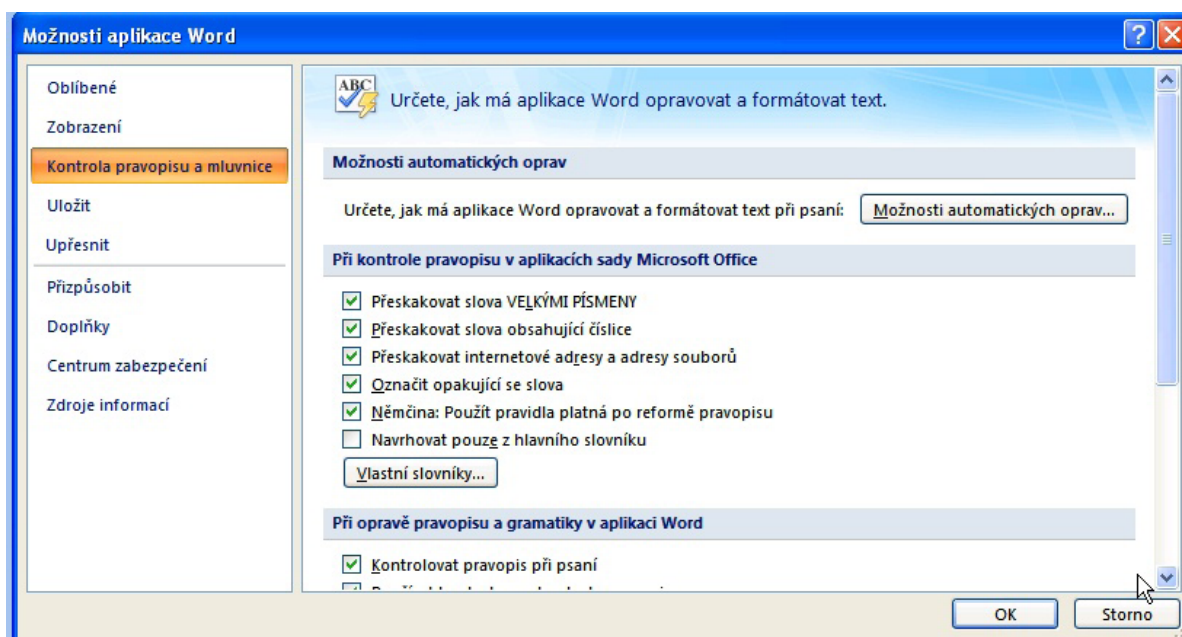 Možnosti aplikace Word
Oblíbené
Zobrazení
Kontrola pravopisu a mluvnice
Uložit
Upřesnit
Přizpůsobit
Doplňky
Centrum zabezpečení
Zdroje informací
ABC
Určete, jak má aplikace Word opravovat a formátovat text.
Možnosti automatických oprav
Určete, jak má aplikace Word opravovat a formátovat text při psaní: Možnosti automatických oprav...
Při kontrole pravopisu v aplikacích sady Microsoft Office
Přeskakovat slova VELKÝMI PÍSMENY
Přeskakovat slova obsahující číslice
Přeskakovat internetové adresy a adresy souborů
Označit opakující se slova
Němčina: Použít pravidla platná po reformě pravopisu
Navrhovat pouze z hlavního slovníku
Vlastní slovníky...
Při opravě pravopisu a gramatiky v aplikaci Word
Kontrolovat pravopis při psaní
OK Storno